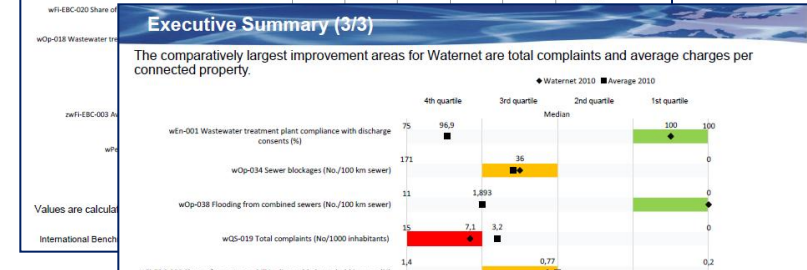 wFi-EBC-020 Share of
wOp-018 Wastewater tre
zwFi-EBC-003 Av
wPe
Values are calculat
International Bench
Executive Summary (3/3)
The comparatively largest improvement areas for Waternet are total complaints and average charges per
connected property.
Waternet 2010 Average 2010
4th quartile 3rd quartile 2nd quartile 1st quartile
Median
wEn-001 Wastewater treatment plant compliance with discharge
consents (%)
75 96,9 100 100
wOp-034 Sewer blockages (No./100 km sewer)
171 36 0
wOp-038 Flooding from combined sewers (No./100 km sewer)
11 1,893 0
wQS-019 Total complaints (No/1000 inhabitants)
15 7,1 3,2 0
1,4 0,77 0,2